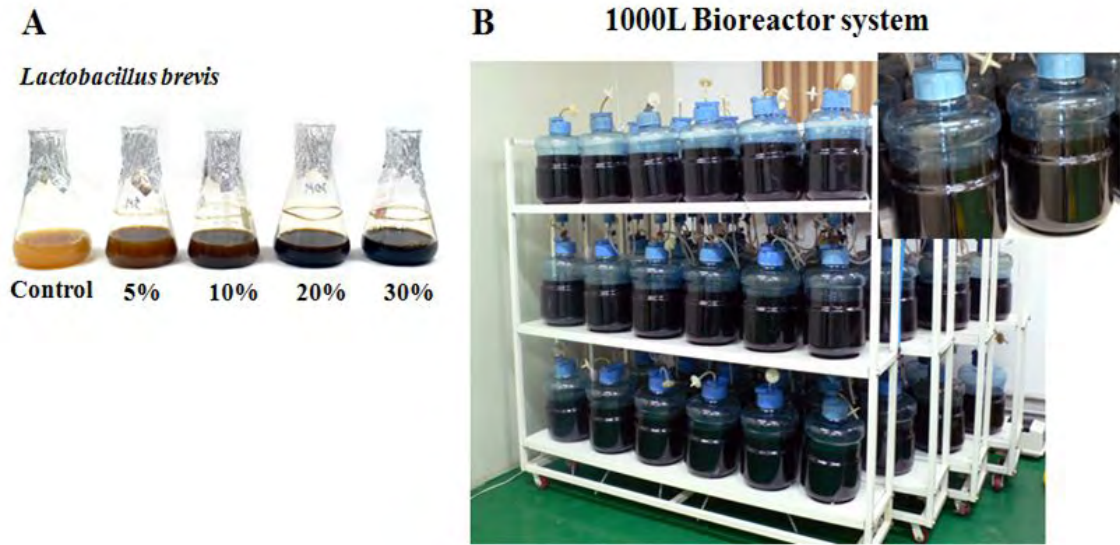 A
Lactobacillus brevis
Control 5% 10% 20% 30%
B 1000L Bioreactor system